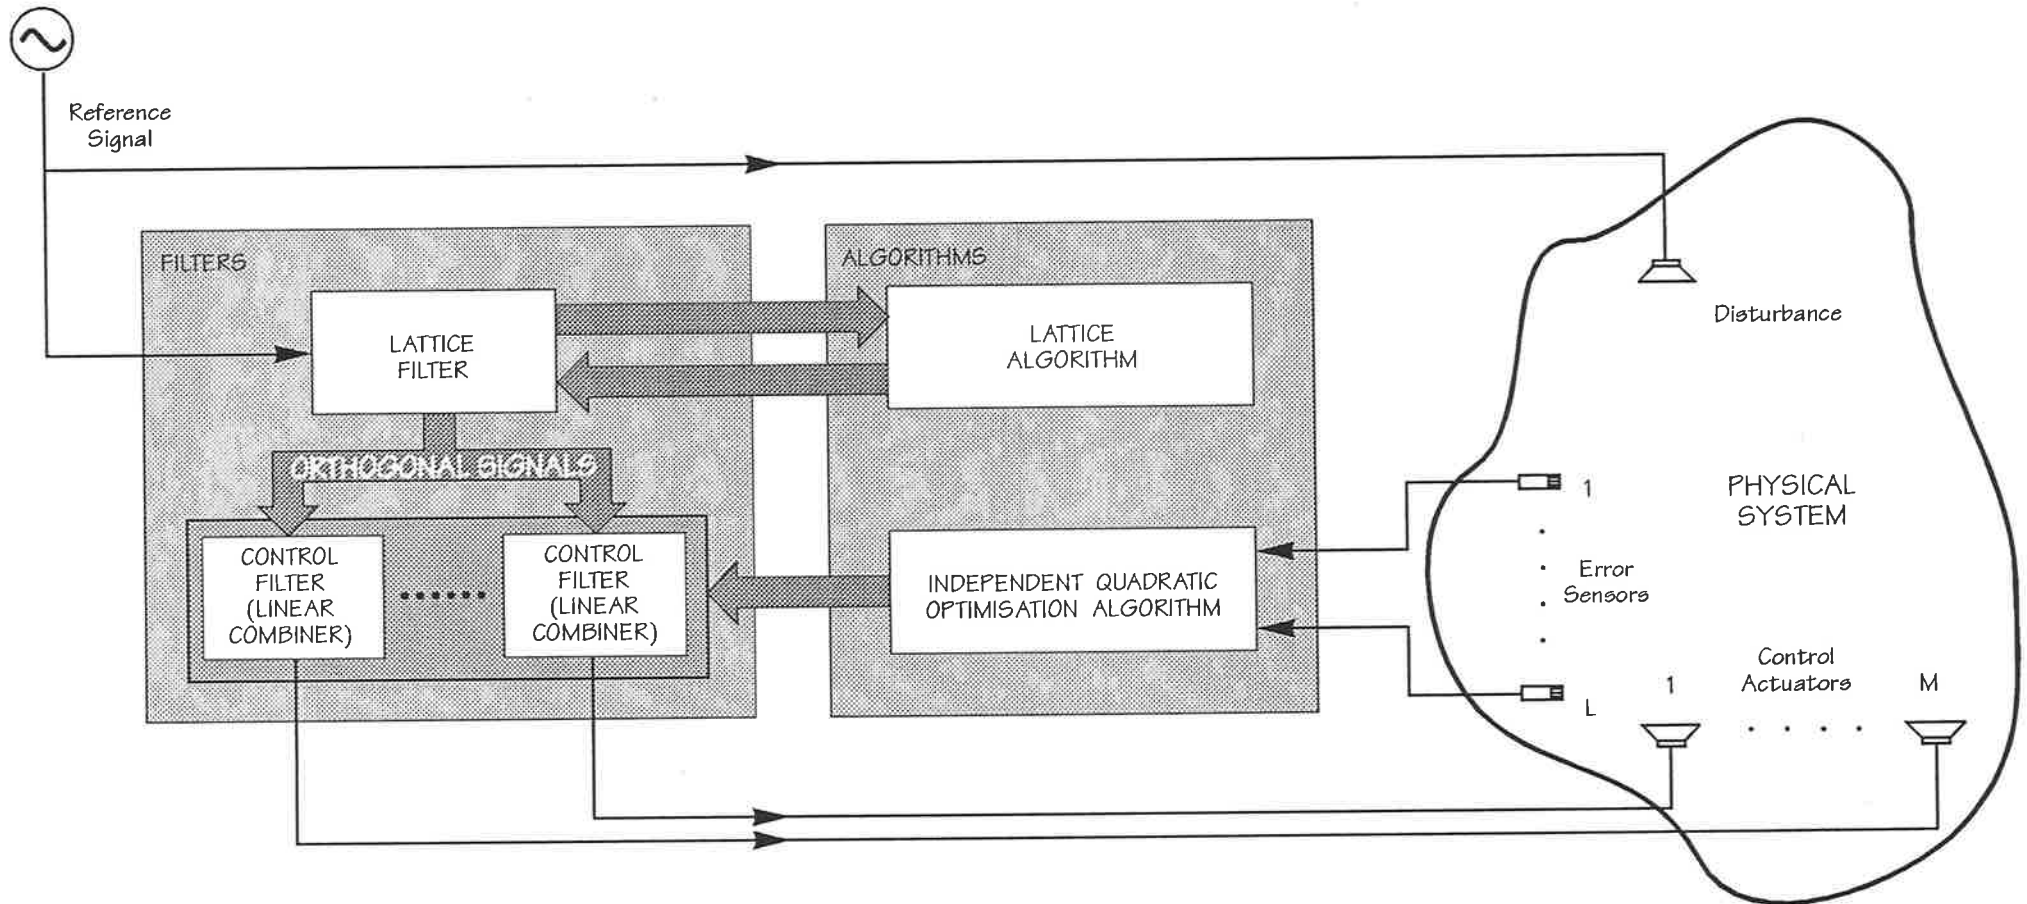 Reference
Signal
FILTERS
ALGORITHMS
LATTICE
FILTER
LATTICE
ALGORITHM
Disturbance
ORTHOGONAL SIGNALS
CONTROL
FILTER
(LINEAR
COMBINER)
CONTROL
FILTER
(LINEAR
COMBINER)
INDEPENDENT QUADRATIC
OPTIMISATION ALGORITHM
1
PHYSICAL
SYSTEM
Error
Sensors
L
Control
Actuators
1
M